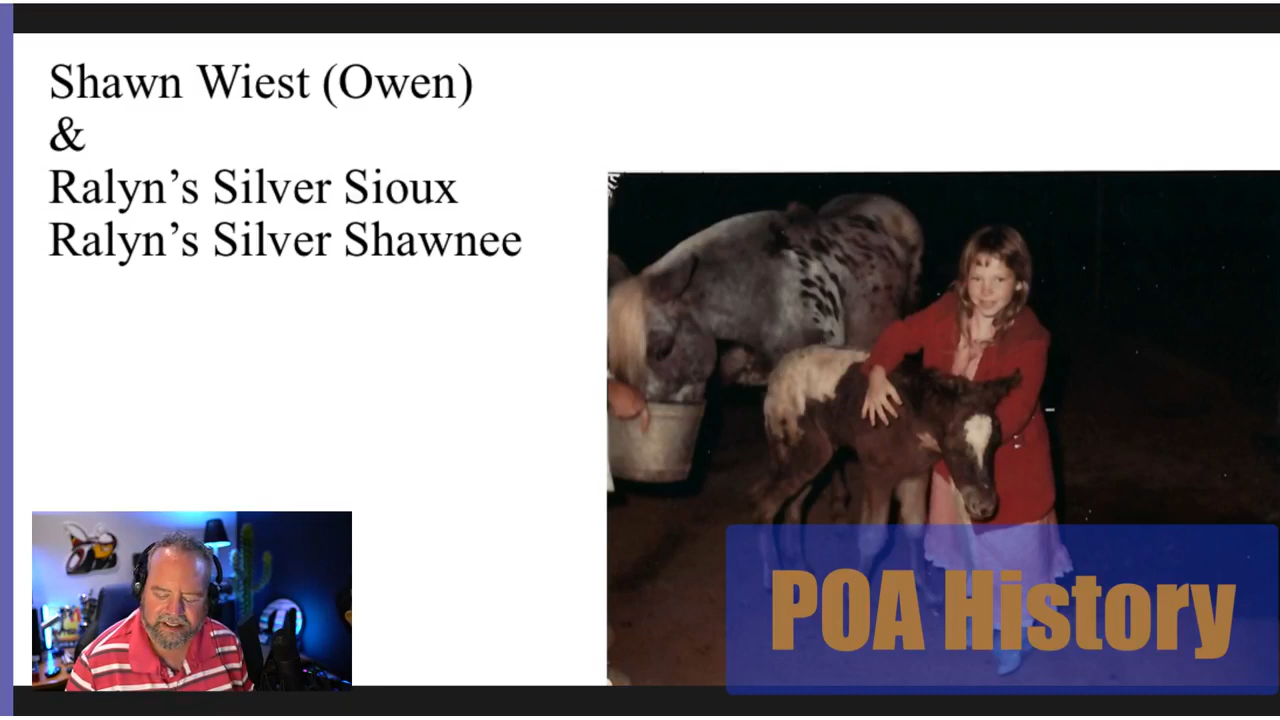 Shawn Wiest (Owen)
&
Ralyn’s Silver Sioux
Ralyn’s Silver Shawnee
POA History